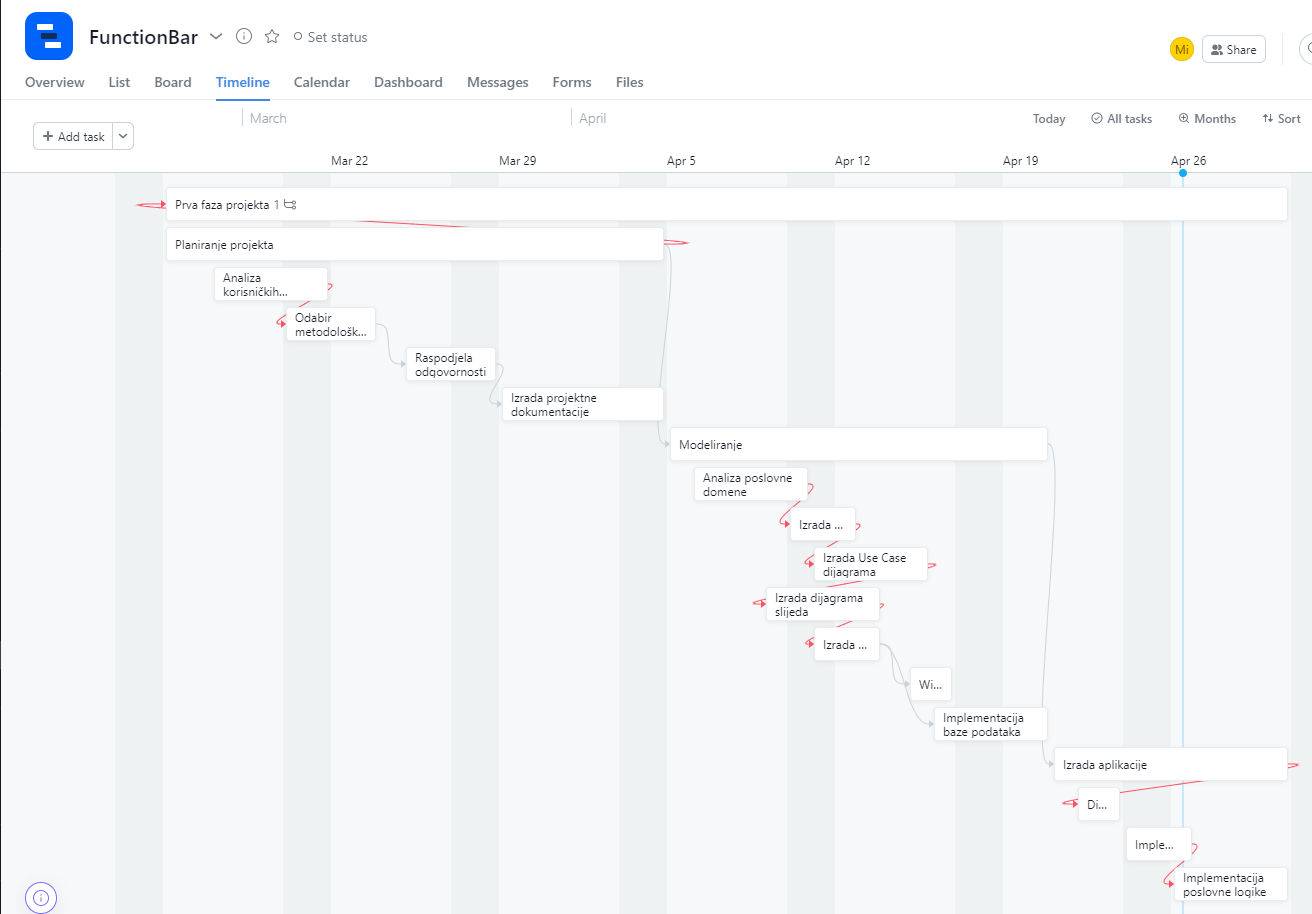 FunctionBar
Set status
Mi
Share
Overview List Board Timeline Calendar Dashboard Messages Forms Files
March
April
Today
All tasks
Months
Sort
Add task
Mar 22
Mar 29
Apr 5
Apr 12
Apr 19
Apr 26
Prva faza projekta 1
Planiranje projekta
Analiza
korisničkih...
Odabir
metodološk...
Raspodjela
odgovornosti
Izrada projektne
dokumentacije
Modeliranje
Analiza poslovne
domene
Izrada ...
Izrada Use Case
dijagrama
Izrada dijagrama
slijeda
Izrada ...
Wi...
Implementacija
baze podataka
Izrada aplikacije
Di...
Imple...
Implementacija
poslovne logike